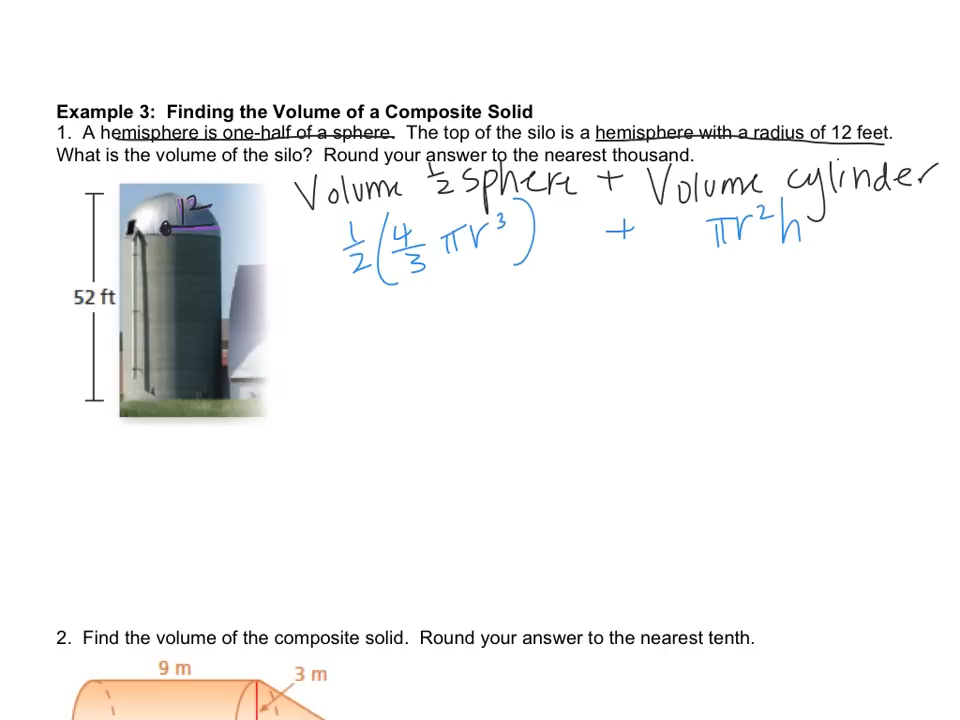 Example 3: Finding the Volume of a Composite Solid
1. A hemisphere is one-half of a sphere. The top of the silo is a hemisphere with a radius of 12 feet.
What is the volume of the silo? Round your answer to the nearest thousand.
Volume 1/2 sphere + Volume cylinder
12
1/2 (4/3 πr³) + πr²h
52 ft
2. Find the volume of the composite solid. Round your answer to the nearest tenth.
9 m
3 m